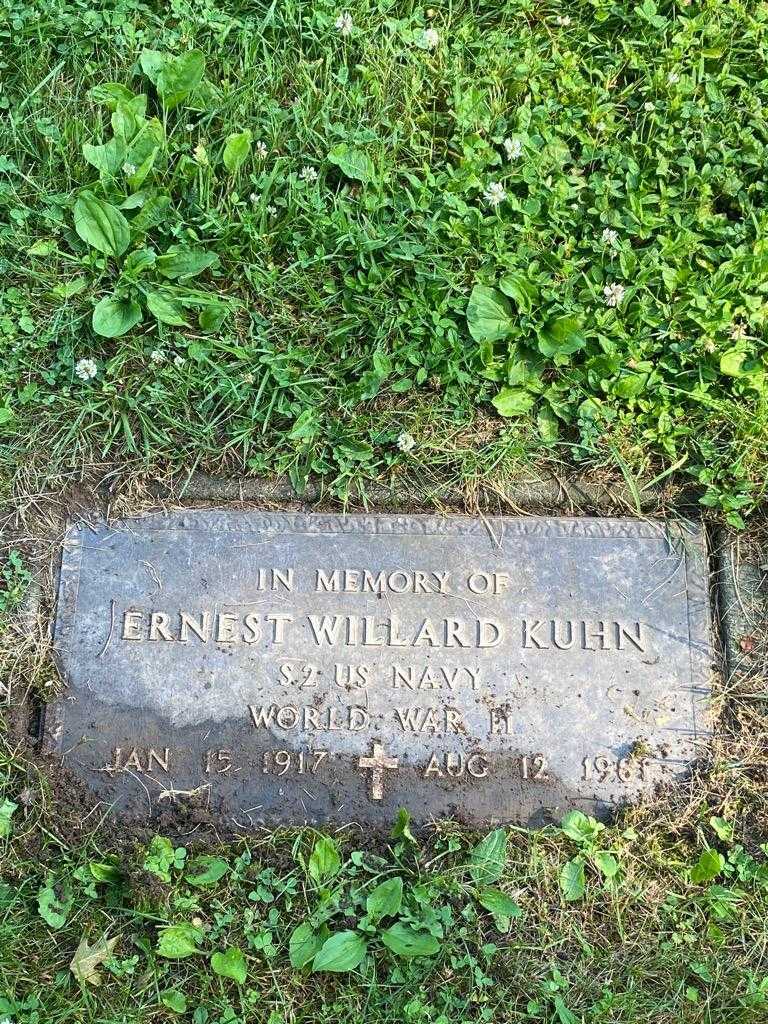 IN MEMORY OF
ERNEST WILLARD KUHN
S2 US NAVY
WORLD WAR II
JAN 15 1917 AUG 12